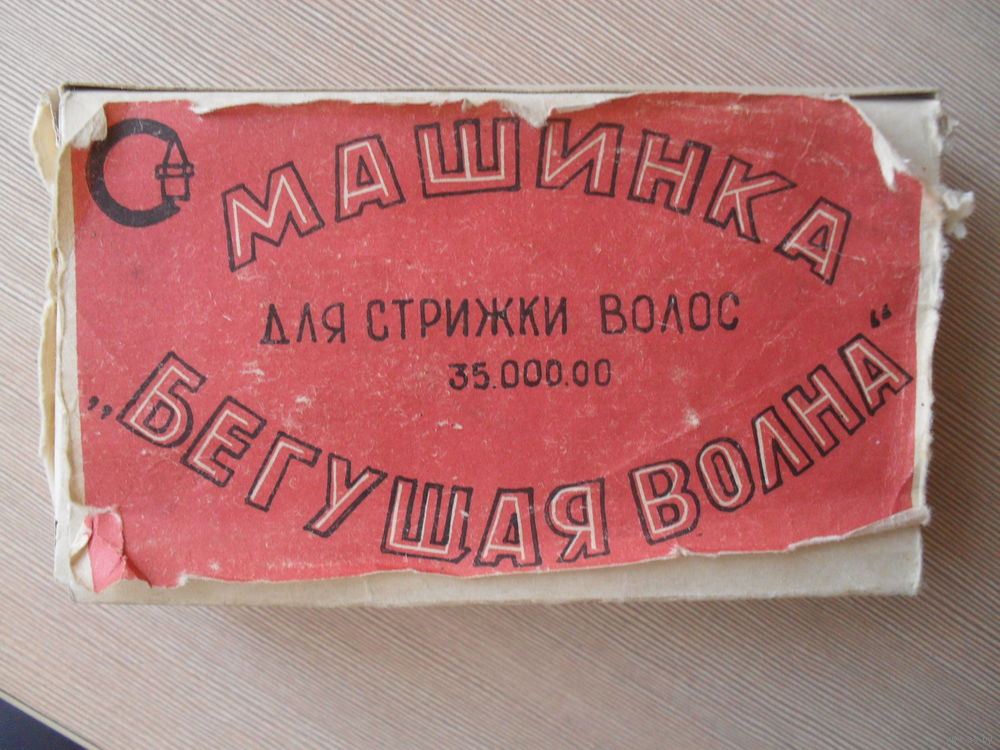 МАШИНКА
ДЛЯ СТРИЖКИ ВОЛОС
35.000.00
„БЕГУЩАЯ ВОЛНА“